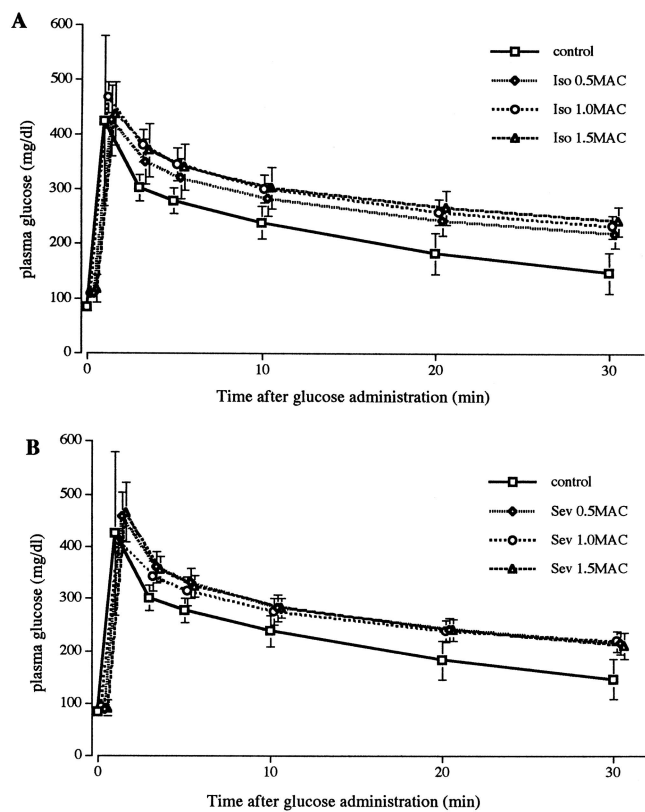 A
600
500
400
300
200
100
0
plasma glucose (mg/dl)
control
Iso 0.5MAC
Iso 1.0MAC
Iso 1.5MAC
0
10
20
30
Time after glucose administration (min)
B
600
500
400
300
200
100
0
plasma glucose (mg/dl)
control
Sev 0.5MAC
Sev 1.0MAC
Sev 1.5MAC
0
10
20
30
Time after glucose administration (min)